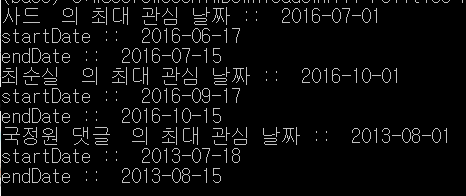 사드  의 최대 관심 날짜 ::  2016-07-01
startDate ::  2016-06-17
endDate ::  2016-07-15
최순실  의 최대 관심 날짜 ::  2016-10-01
startDate ::  2016-09-17
endDate ::  2016-10-15
국정원 댓글  의 최대 관심 날짜 ::  2013-08-01
startDate ::  2013-07-18
endDate ::  2013-08-15